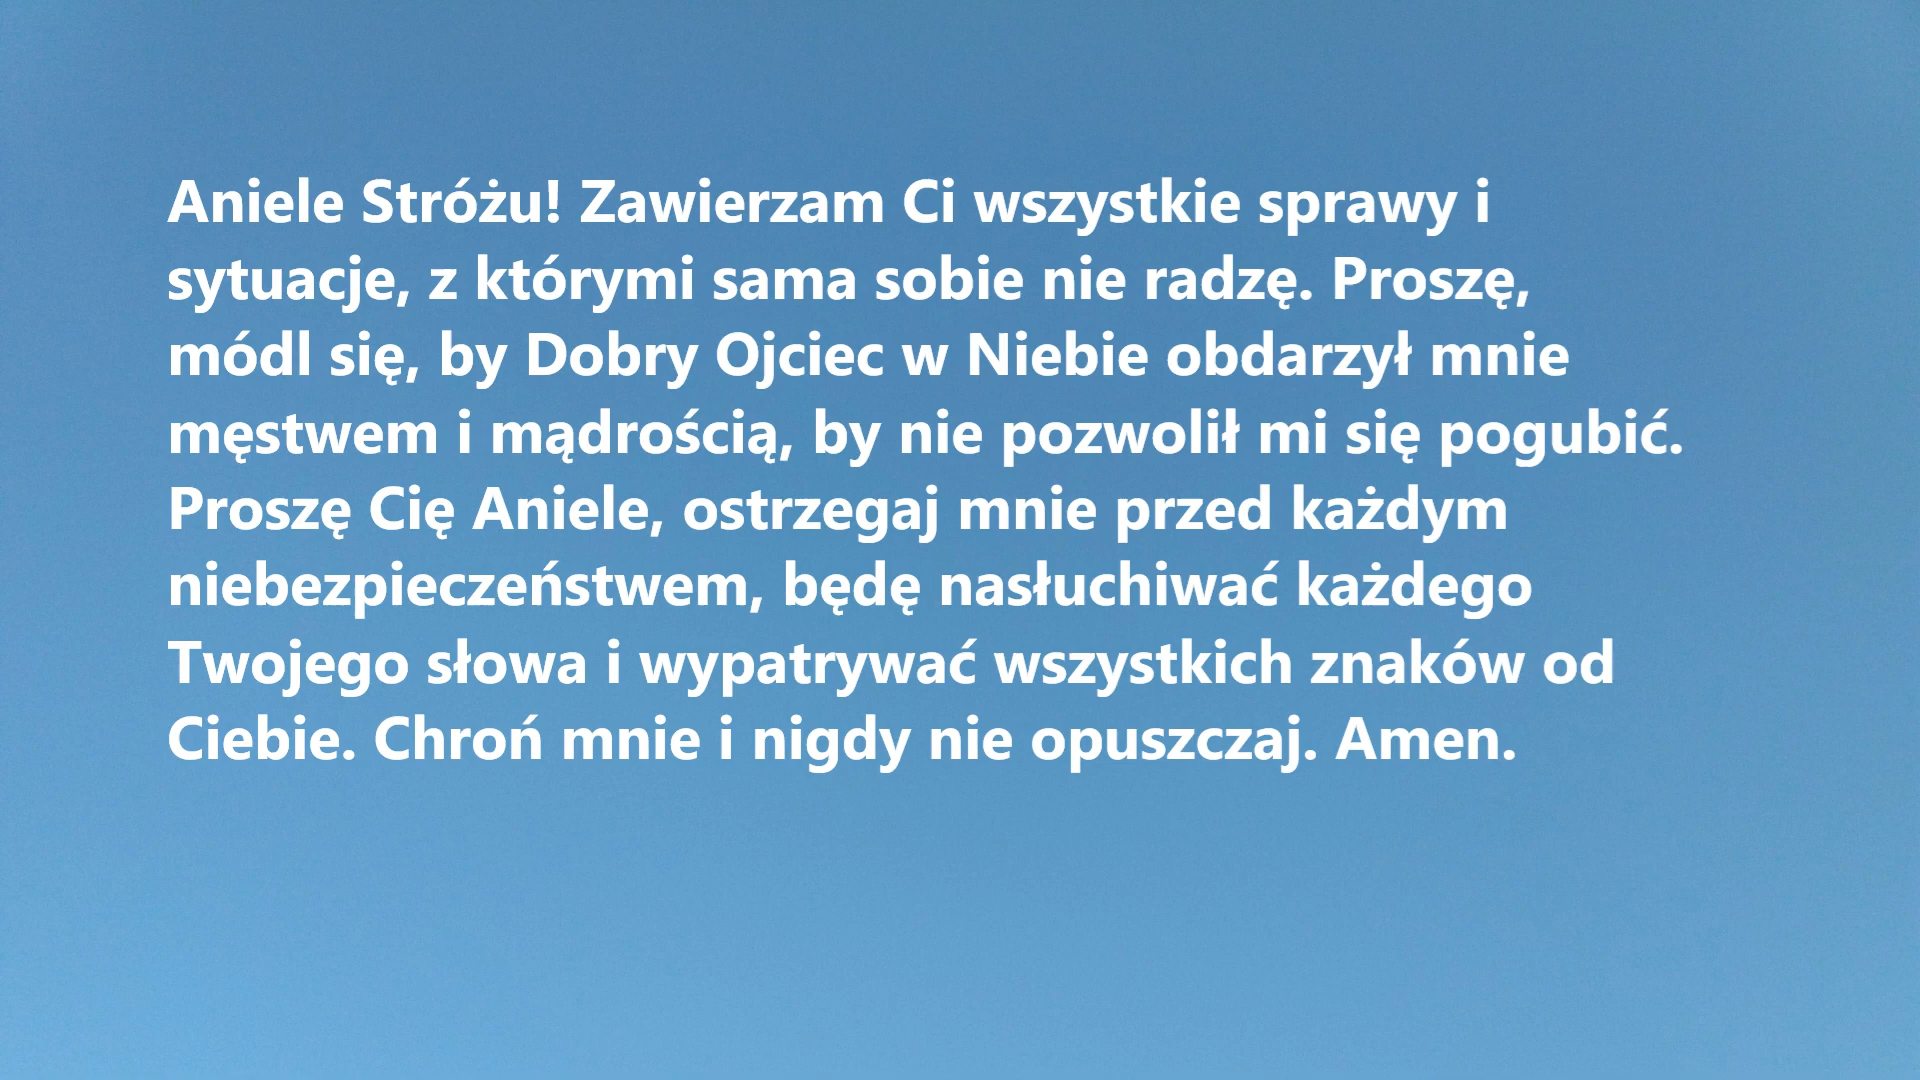 Aniele Stróżu! Zawierzam Ci wszystkie sprawy i
sytuacje, z którymi sama sobie nie radzę. Proszę,
módl się, by Dobry Ojciec w Niebie obdarzył mnie
męstwem i mądrością, by nie pozwolił mi się pogubić.
Proszę Cię Aniele, ostrzegaj mnie przed każdym
niebezpieczeństwem, będę nasłuchiwać każdego
Twojego słowa i wypatrywać wszystkich znaków od
Ciebie. Chroń mnie i nigdy nie opuszczaj. Amen.